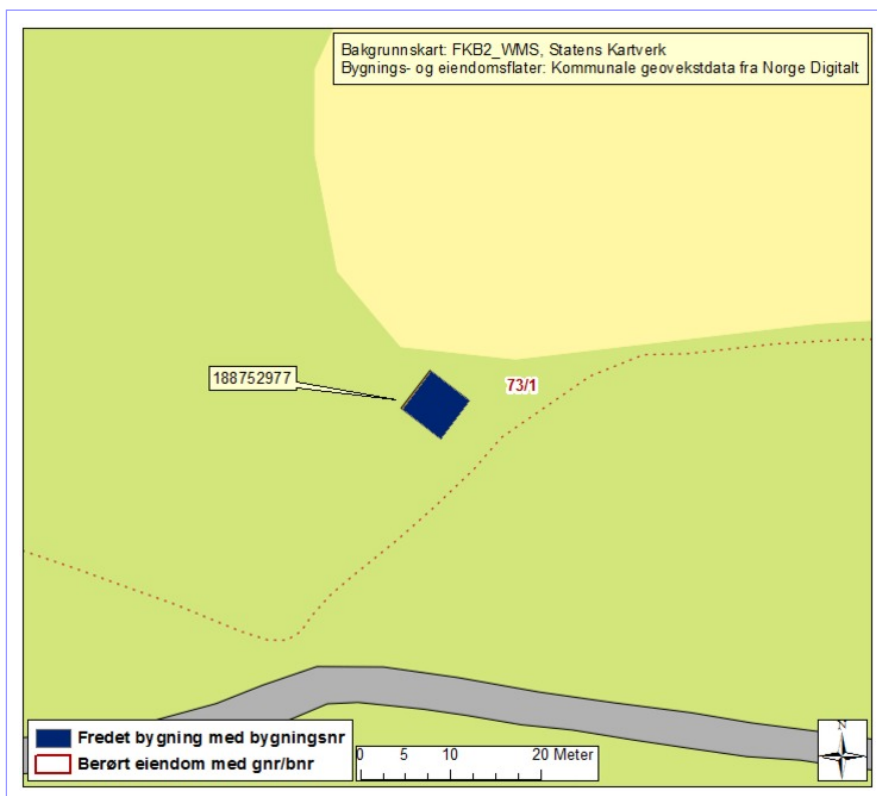 Bakgrunnskart: FKB2_WMS, Statens Kartverk
Bygnings- og eiendomsflater: Kommunale geovekstdata fra Norge Digitalt
188752977
73/1
Fredet bygning med bygningsnr
Berørt eiendom med gnr/bnr
0 5 10 20 Meter
N